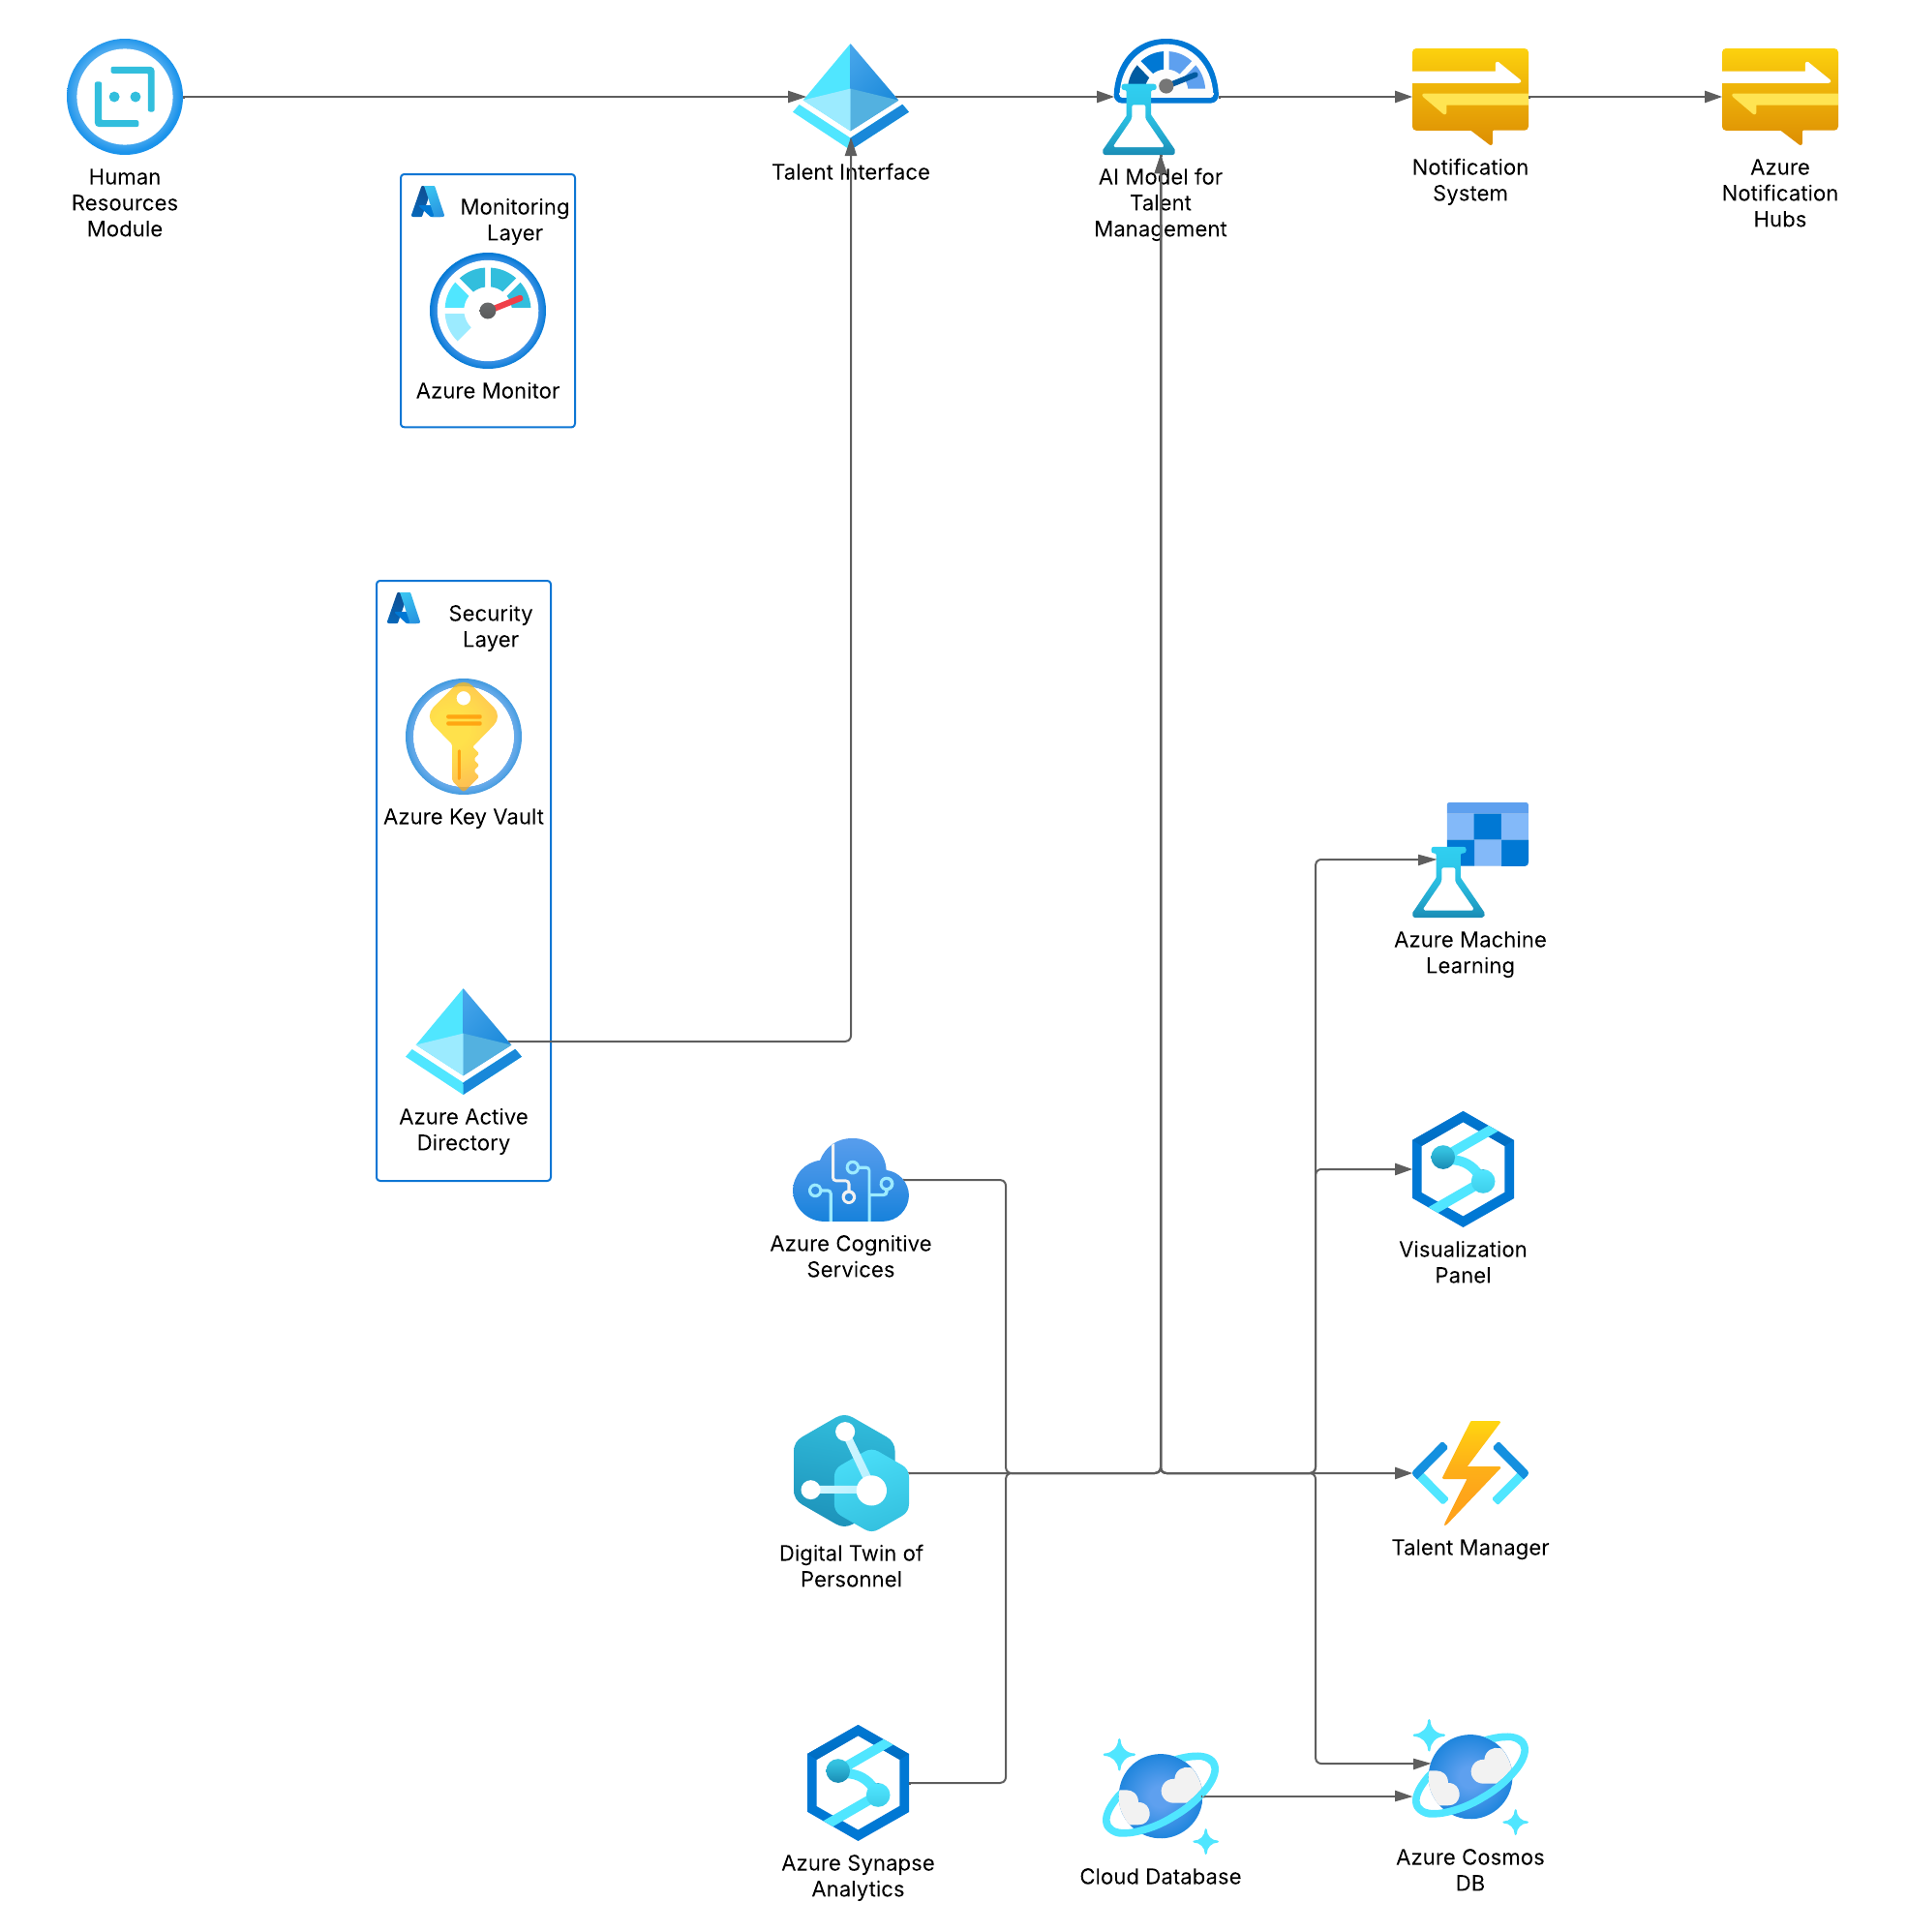 Human
Resources
Module
Talent Interface
AI Model for
Talent
Management
Notification
System
Azure
Notification
Hubs
Monitoring
Layer
Azure Monitor
Security
Layer
Azure Key Vault
Azure Active
Directory
Azure Machine
Learning
Azure Cognitive
Services
Visualization
Panel
Digital Twin of
Personnel
Talent Manager
Azure Synapse
Analytics
Cloud Database
Azure Cosmos
DB